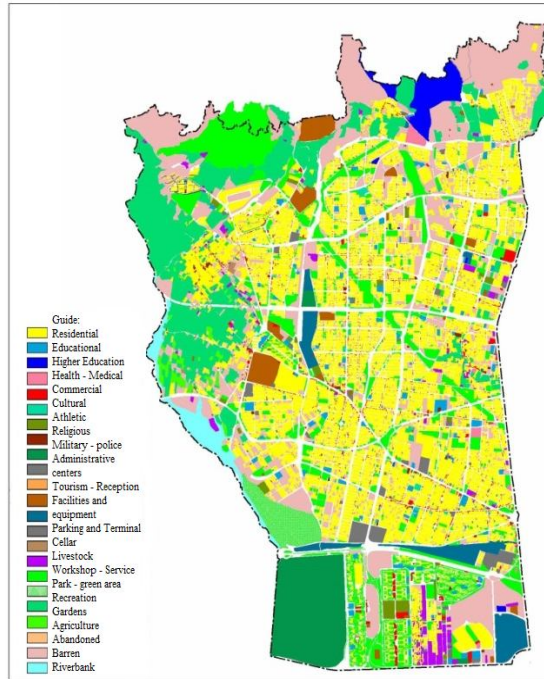 Guide:
Residential
Educational
Higher Education
Health - Medical
Commercial
Cultural
Athletic
Religious
Military - police
Administrative
centers
Tourism - Reception
Facilities and
equipment
Parking and Terminal
Cellar
Livestock
Workshop - Service
Park - green area
Recreation
Gardens
Agriculture
Abandoned
Barren
Riverbank